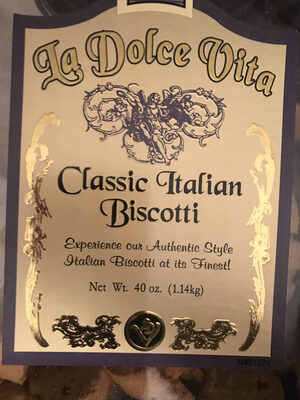 La Dolce Vita
Classic Italian
Biscotti
Experience our Authentic Style
Italian Biscotti at its Finest!
Net Wt. 40 oz. (1.14kg)